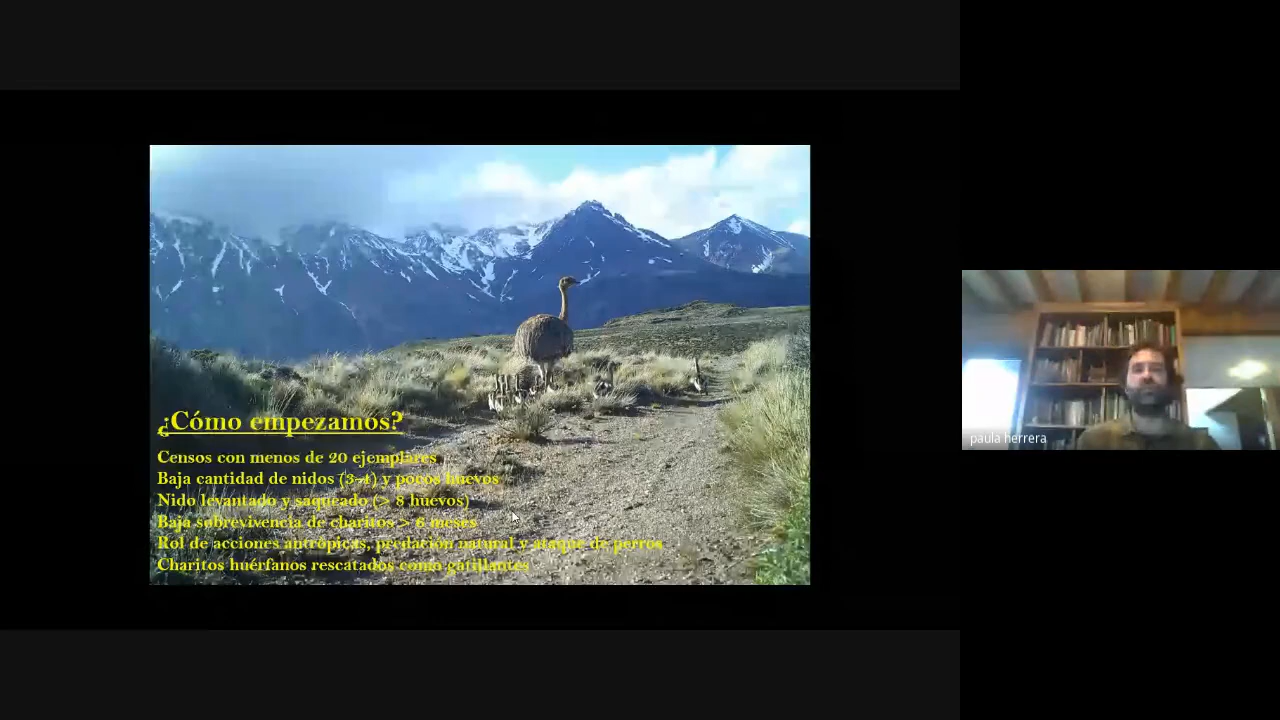 ¿Cómo empezamos?
Censos con menos de 20 ejemplares
Baja cantidad de nidos (3-4) y pocos huevos
Nido levantado y saqueado (> 8 huevos)
Baja sobrevivencia de charitos > 6 meses
Rol de acciones antrópicas, predación natural y ataque de perros
Charitos huérfanos rescatados como gatillantes
paula herrera